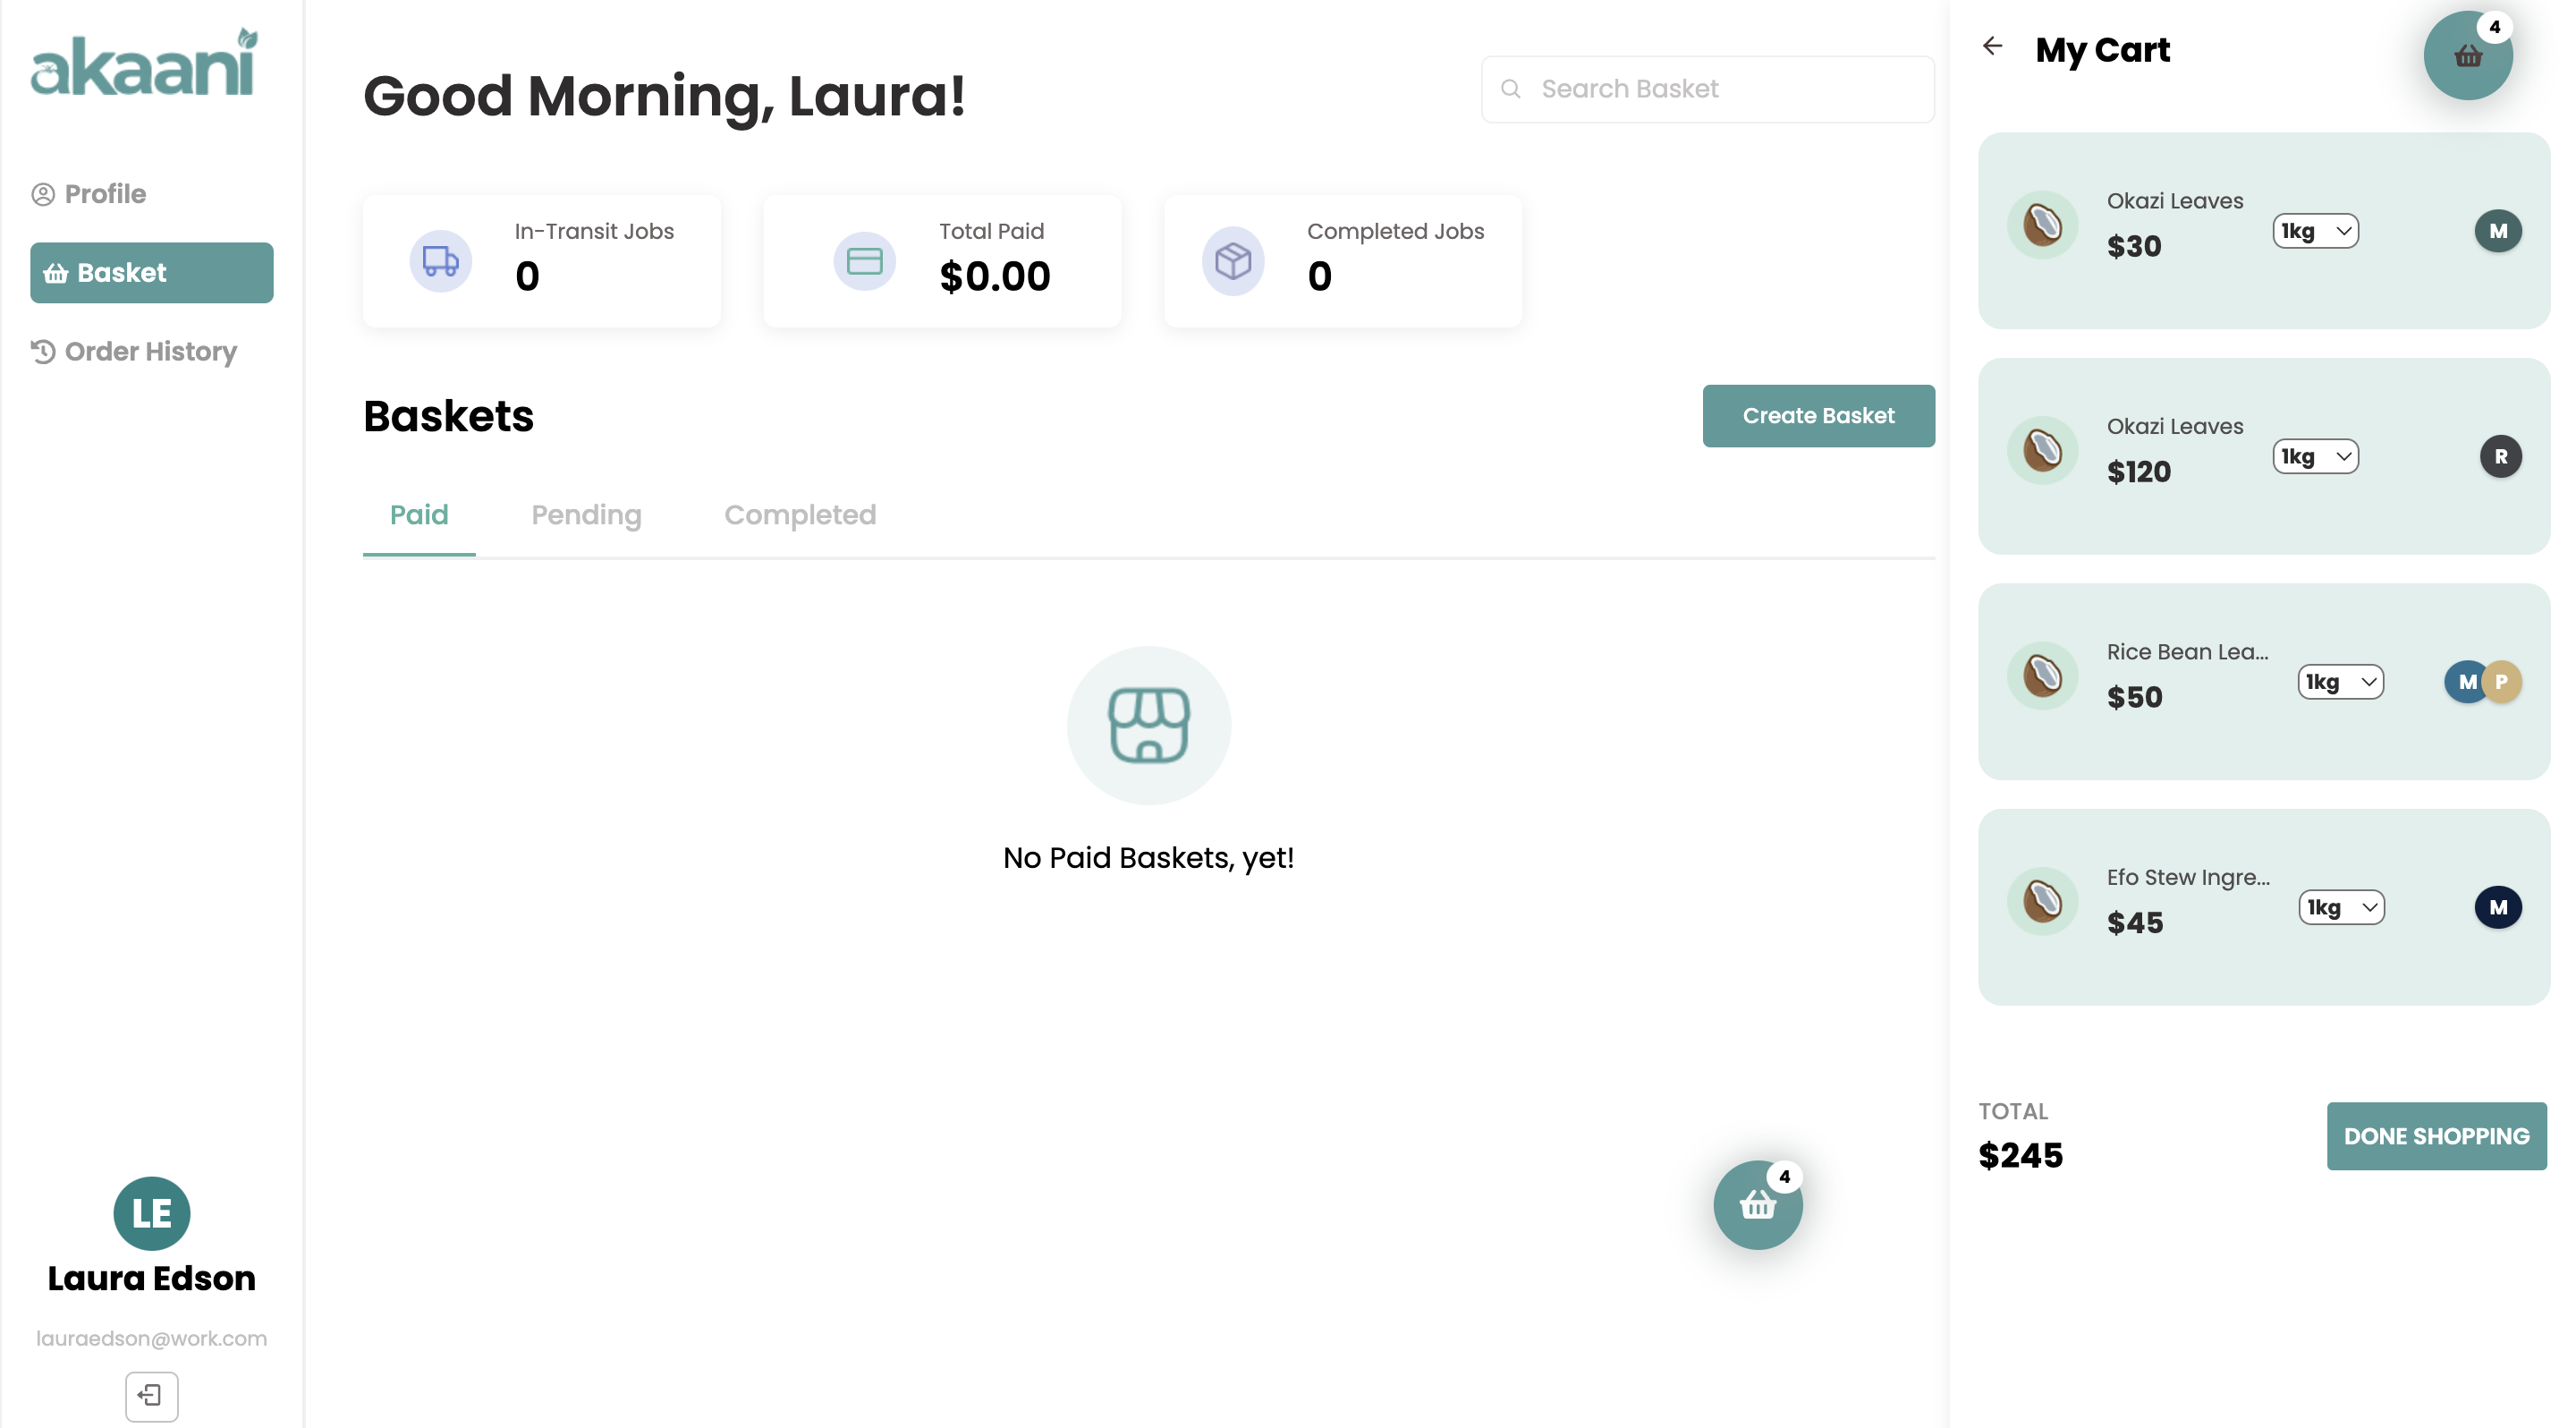 akaani
Profile
Basket
Order History
LE
Laura Edson
lauraedson@work.com
Good Morning, Laura!
Search Basket
In-Transit Jobs
0
Total Paid
$0.00
Completed Jobs
0
Baskets
Create Basket
Paid Pending Completed
No Paid Baskets, yet!
4
My Cart
4
Okazi Leaves
$30
1kg
M
Okazi Leaves
$120
1kg
R
Rice Bean Lea...
$50
1kg
M P
Efo Stew Ingre...
$45
1kg
M
TOTAL
$245
DONE SHOPPING